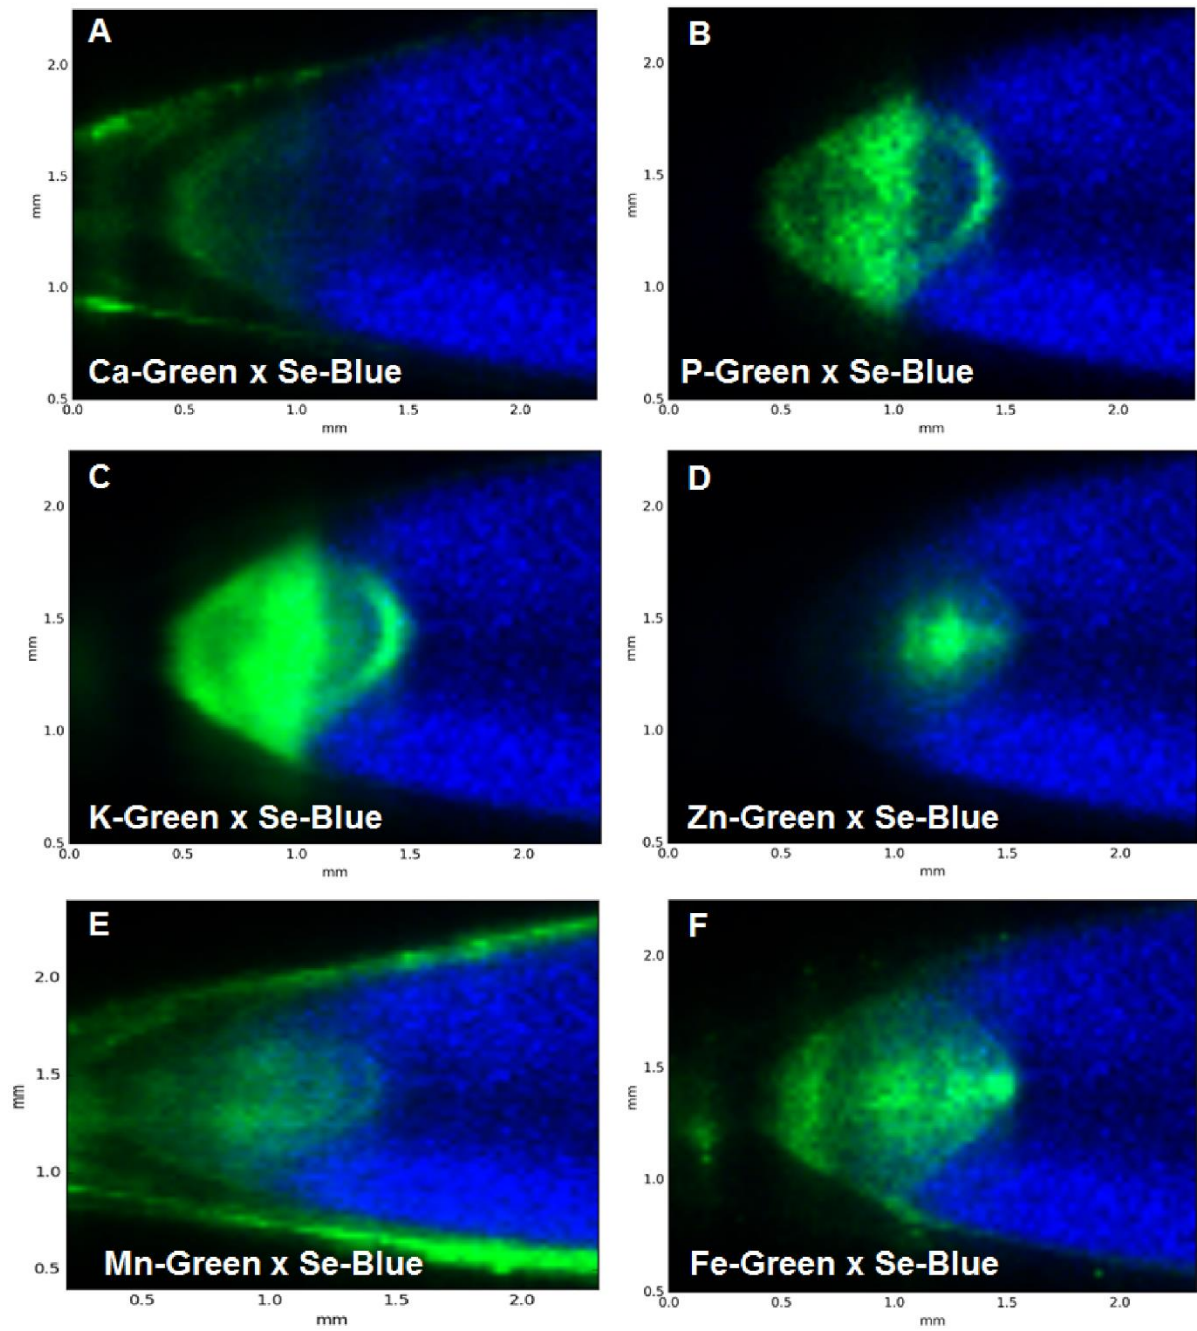 A
2.0
1.5
mm
1.0
0.5
0.0 0.5 1.0 1.5 2.0
mm
Ca-Green x Se-Blue
B
2.0
1.5
mm
1.0
0.5
0.0 0.5 1.0 1.5 2.0
mm
P-Green x Se-Blue
C
2.0
1.5
mm
1.0
0.5
0.0 0.5 1.0 1.5 2.0
mm
K-Green x Se-Blue
D
2.0
1.5
mm
1.0
0.5
0.0 0.5 1.0 1.5 2.0
mm
Zn-Green x Se-Blue
E
2.0
1.5
mm
1.0
0.5
0.5 1.0 1.5 2.0
mm
Mn-Green x Se-Blue
F
2.0
1.5
mm
1.0
0.5
0.0 0.5 1.0 1.5 2.0
mm
Fe-Green x Se-Blue